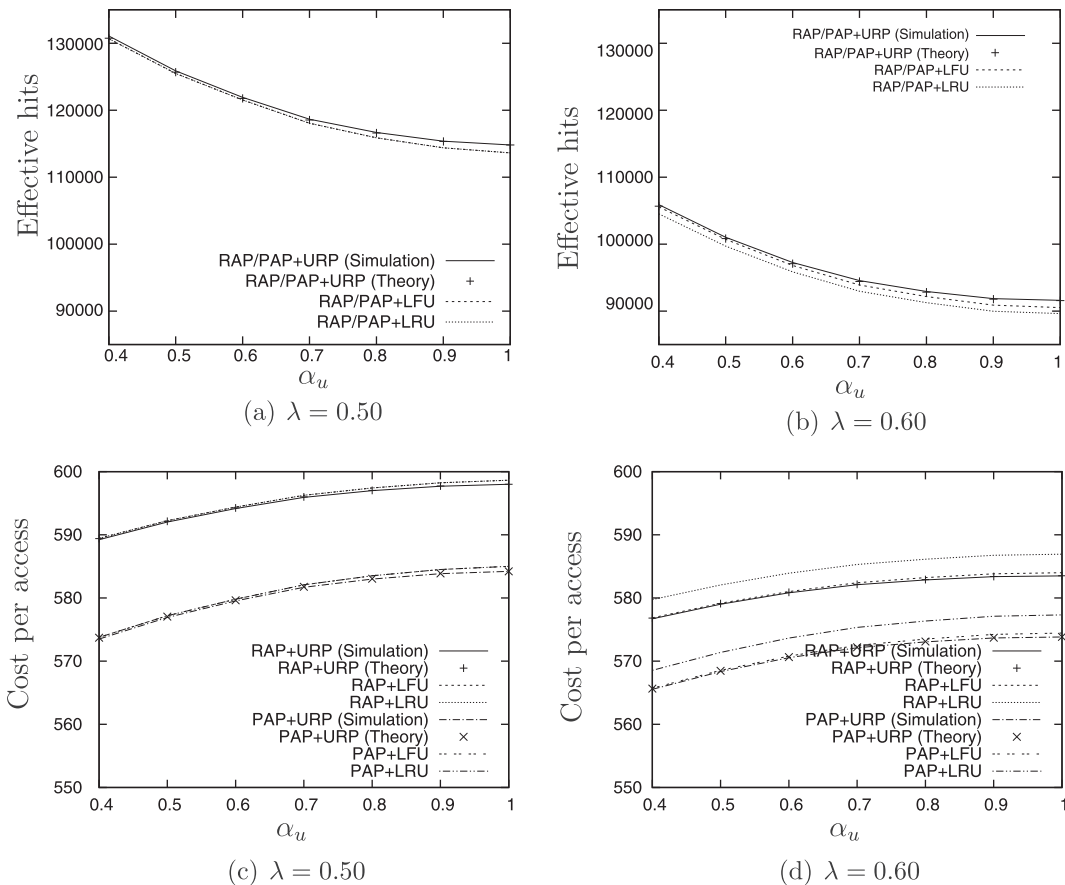 130000
120000
110000
100000
90000
Effective hits
RAP/PAP+URP (Simulation)
RAP/PAP+URP (Theory)
RAP/PAP+LFU
RAP/PAP+LRU
0.4 0.5 0.6 0.7 0.8 0.9 1
α_u
(a) λ = 0.50
130000
120000
110000
100000
90000
Effective hits
RAP/PAP+URP (Simulation)
RAP/PAP+URP (Theory)
RAP/PAP+LFU
RAP/PAP+LRU
0.4 0.5 0.6 0.7 0.8 0.9 1
α_u
(b) λ = 0.60
600
590
580
570
560
550
Cost per access
RAP+URP (Simulation)
RAP+URP (Theory)
RAP+LFU
RAP+LRU
PAP+URP (Simulation)
PAP+URP (Theory)
PAP+LFU
PAP+LRU
0.4 0.5 0.6 0.7 0.8 0.9 1
α_u
(c) λ = 0.50
600
590
580
570
560
550
Cost per access
RAP+URP (Simulation)
RAP+URP (Theory)
RAP+LFU
RAP+LRU
PAP+URP (Simulation)
PAP+URP (Theory)
PAP+LFU
PAP+LRU
0.4 0.5 0.6 0.7 0.8 0.9 1
α_u
(d) λ = 0.60